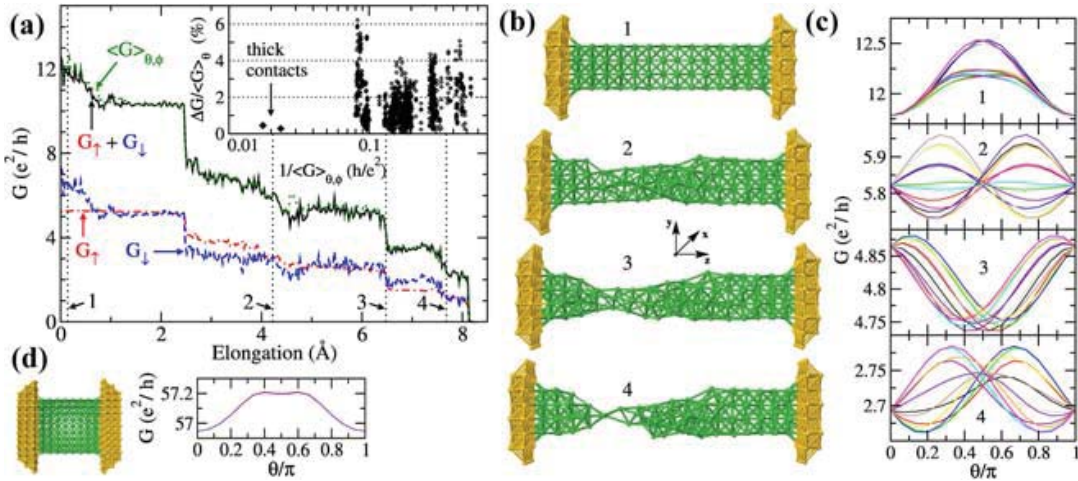 (a)
<G>θ,ϕ
G↑ + G↓
G↑
G↓
G (e²/h)
12
8
4
0
0
2
4
6
8
Elongation (Å)
1
2
3
4
ΔG/<G>θ (%)
6
4
2
0
thick
contacts
0.01
0.1
1/<G>θ,ϕ (h/e²)
(b)
1
2
y
x
z
3
4
(c)
G (e²/h)
12.5
12
11
1
5.9
5.8
2
4.85
4.8
4.75
3
2.75
2.7
4
0
0.2
0.4
0.6
0.8
1
θ/π
(d)
G (e²/h)
57.2
57
0
0.2
0.4
0.6
0.8
1
θ/π